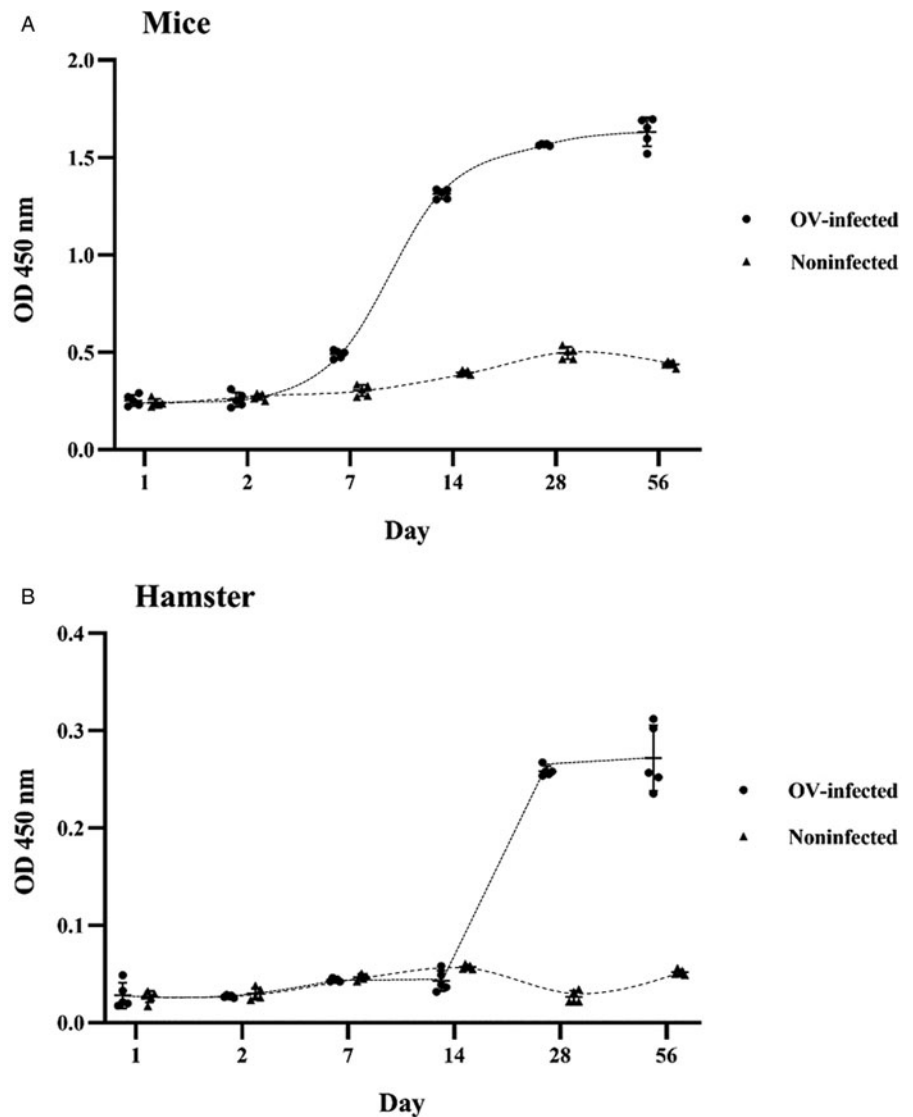 A
Mice
2.0
1.5
1.0
0.5
0.0
OD 450 nm
1 2 7 14 28 56
Day
OV-infected
Noninfected
B
Hamster
0.4
0.3
0.2
0.1
0.0
OD 450 nm
1 2 7 14 28 56
Day
OV-infected
Noninfected